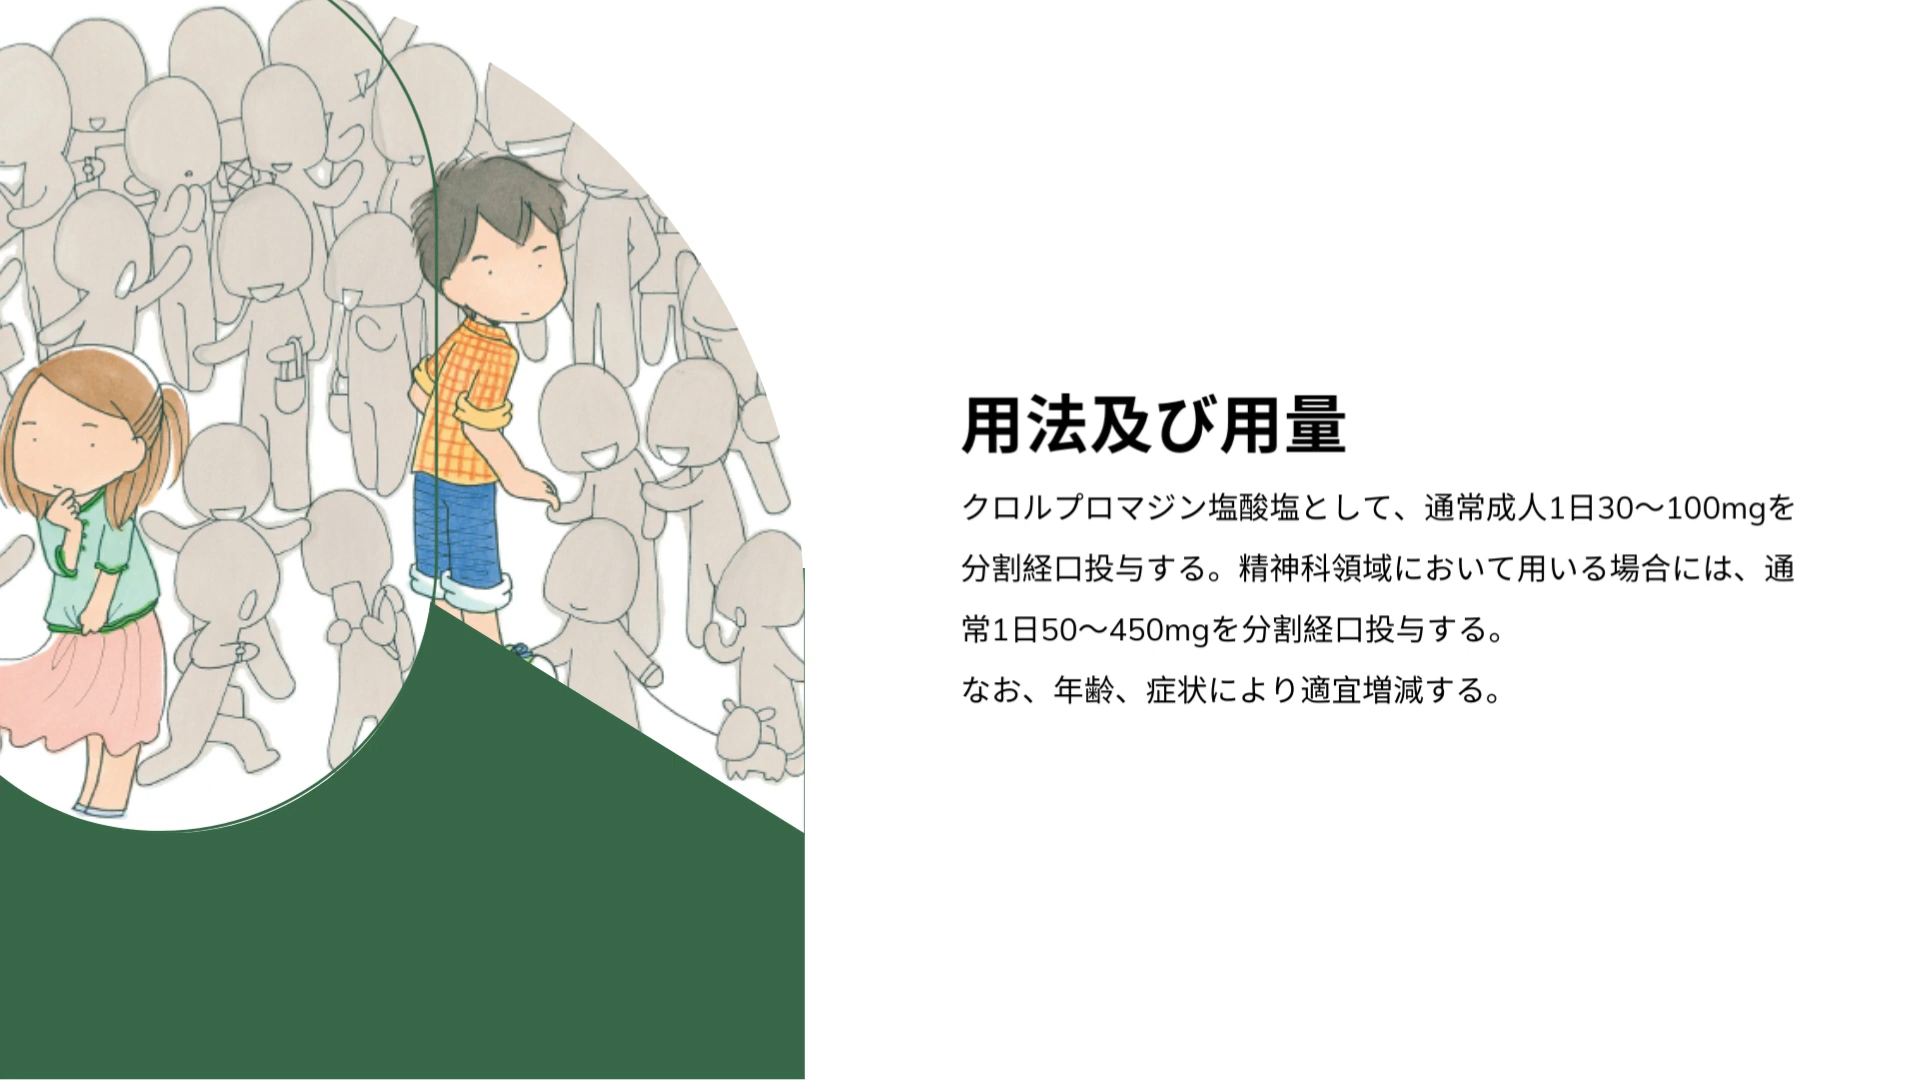 用法及び用量
クロルプロマジン塩酸塩として、通常成人1日30〜100mgを
分割経口投与する。精神科領域において用いる場合には、通
常1日50〜450mgを分割経口投与する。
なお、年齢、症状により適宜増減する。